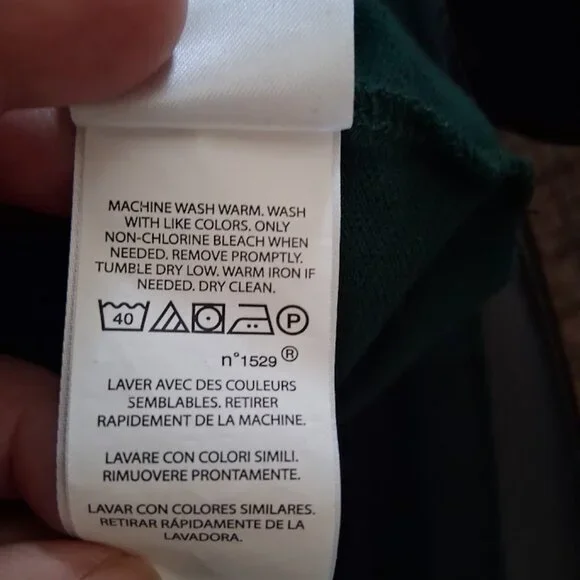 MACHINE WASH WARM. WASH
WITH LIKE COLORS. ONLY
NON-CHLORINE BLEACH WHEN
NEEDED. REMOVE PROMPTLY.
TUMBLE DRY LOW. WARM IRON IF
NEEDED. DRY CLEAN.
40 P
n°1529 ®
LAVER AVEC DES COULEURS
SEMBLABLES. RETIRER
RAPIDEMENT DE LA MACHINE.
LAVARE CON COLORI SIMILI.
RIMUOVERE PRONTAMENTE.
LAVAR CON COLORES SIMILARES.
RETIRAR RÁPIDAMENTE DE LA
LAVADORA.